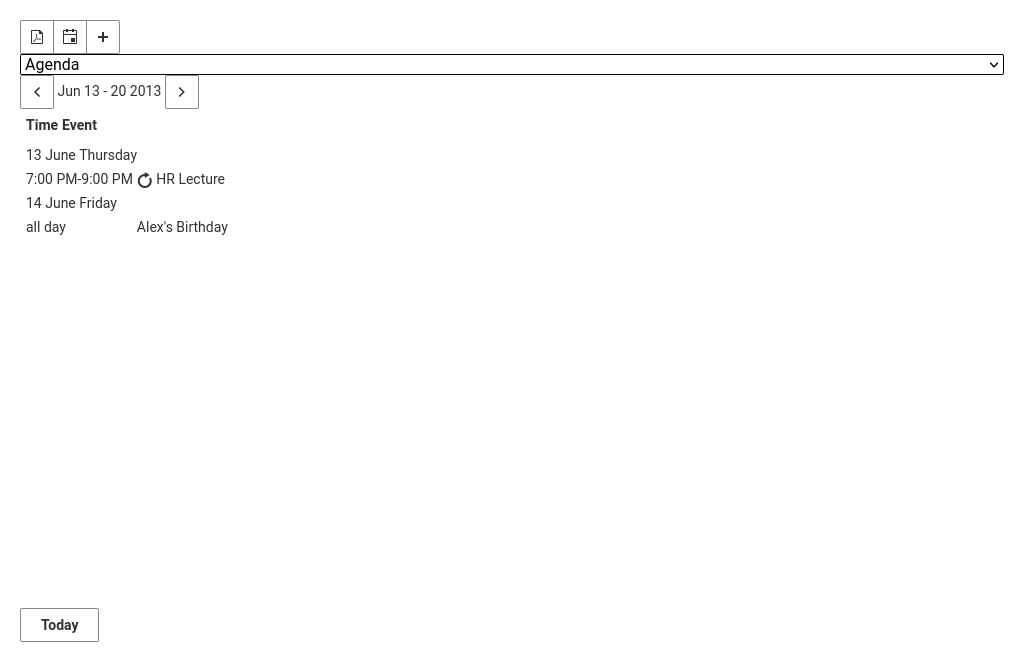 Agenda
Jun 13 - 20 2013
Time Event
13 June Thursday
7:00 PM-9:00 PM HR Lecture
14 June Friday
all day Alex's Birthday
Today